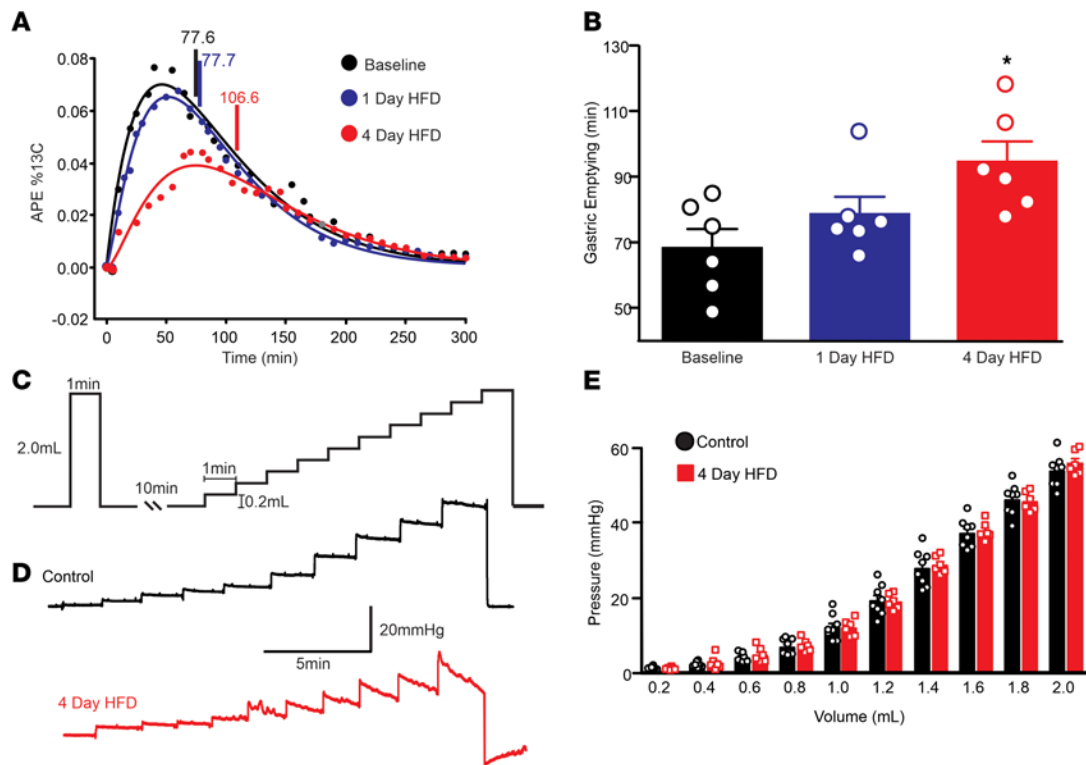 A
77.6
77.7
106.6
Baseline
1 Day HFD
4 Day HFD
0.08
0.06
0.04
0.02
0.00
-0.02
APE %13C
0 50 100 150 200 250 300
Time (min)
B
*
130
110
90
70
50
Gastric Emptying (min)
Baseline 1 Day HFD 4 Day HFD
C
1min
2.0mL
10min
1min
0.2mL
D
Control
20mmHg
5min
4 Day HFD
E
Control
4 Day HFD
60
40
20
0
Pressure (mmHg)
0.2 0.4 0.6 0.8 1.0 1.2 1.4 1.6 1.8 2.0
Volume (mL)